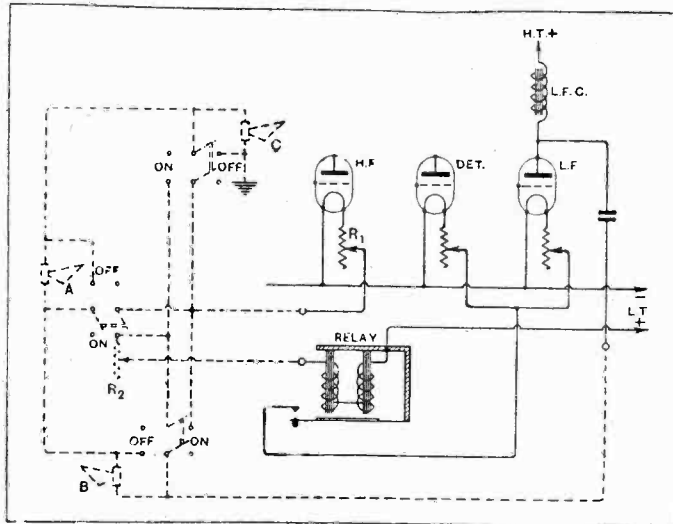 H.T.+
L.F.C.
C
ON OFF
H.F. DET. L.F.
R1
OFF
A
ON
R2
RELAY
−
L T
+
OFF ON
B